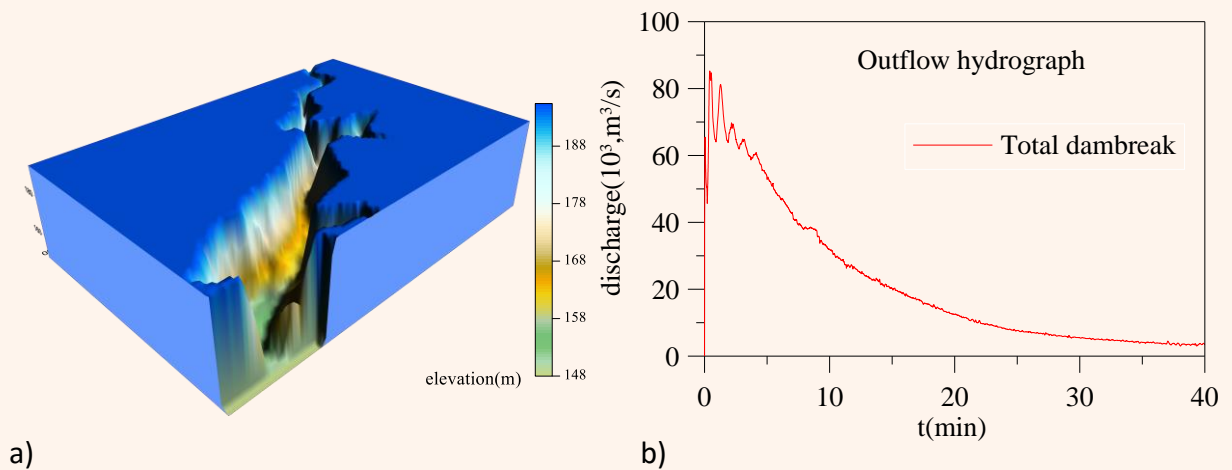 188
178
168
158
148
elevation(m)
a)
100
80
60
40
20
0
discharge(10³,m³/s)
Outflow hydrograph
Total dambreak
0
10
20
30
40
t(min)
b)